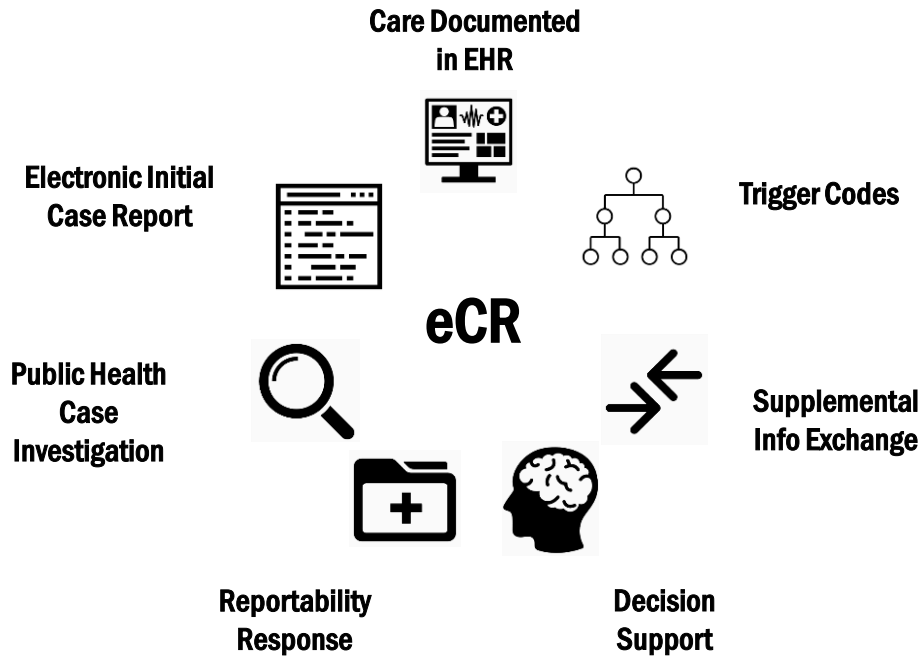 Care Documented
in EHR
Electronic Initial
Case Report
Trigger Codes
eCR
Public Health
Case
Investigation
Supplemental
Info Exchange
Reportability
Response
Decision
Support